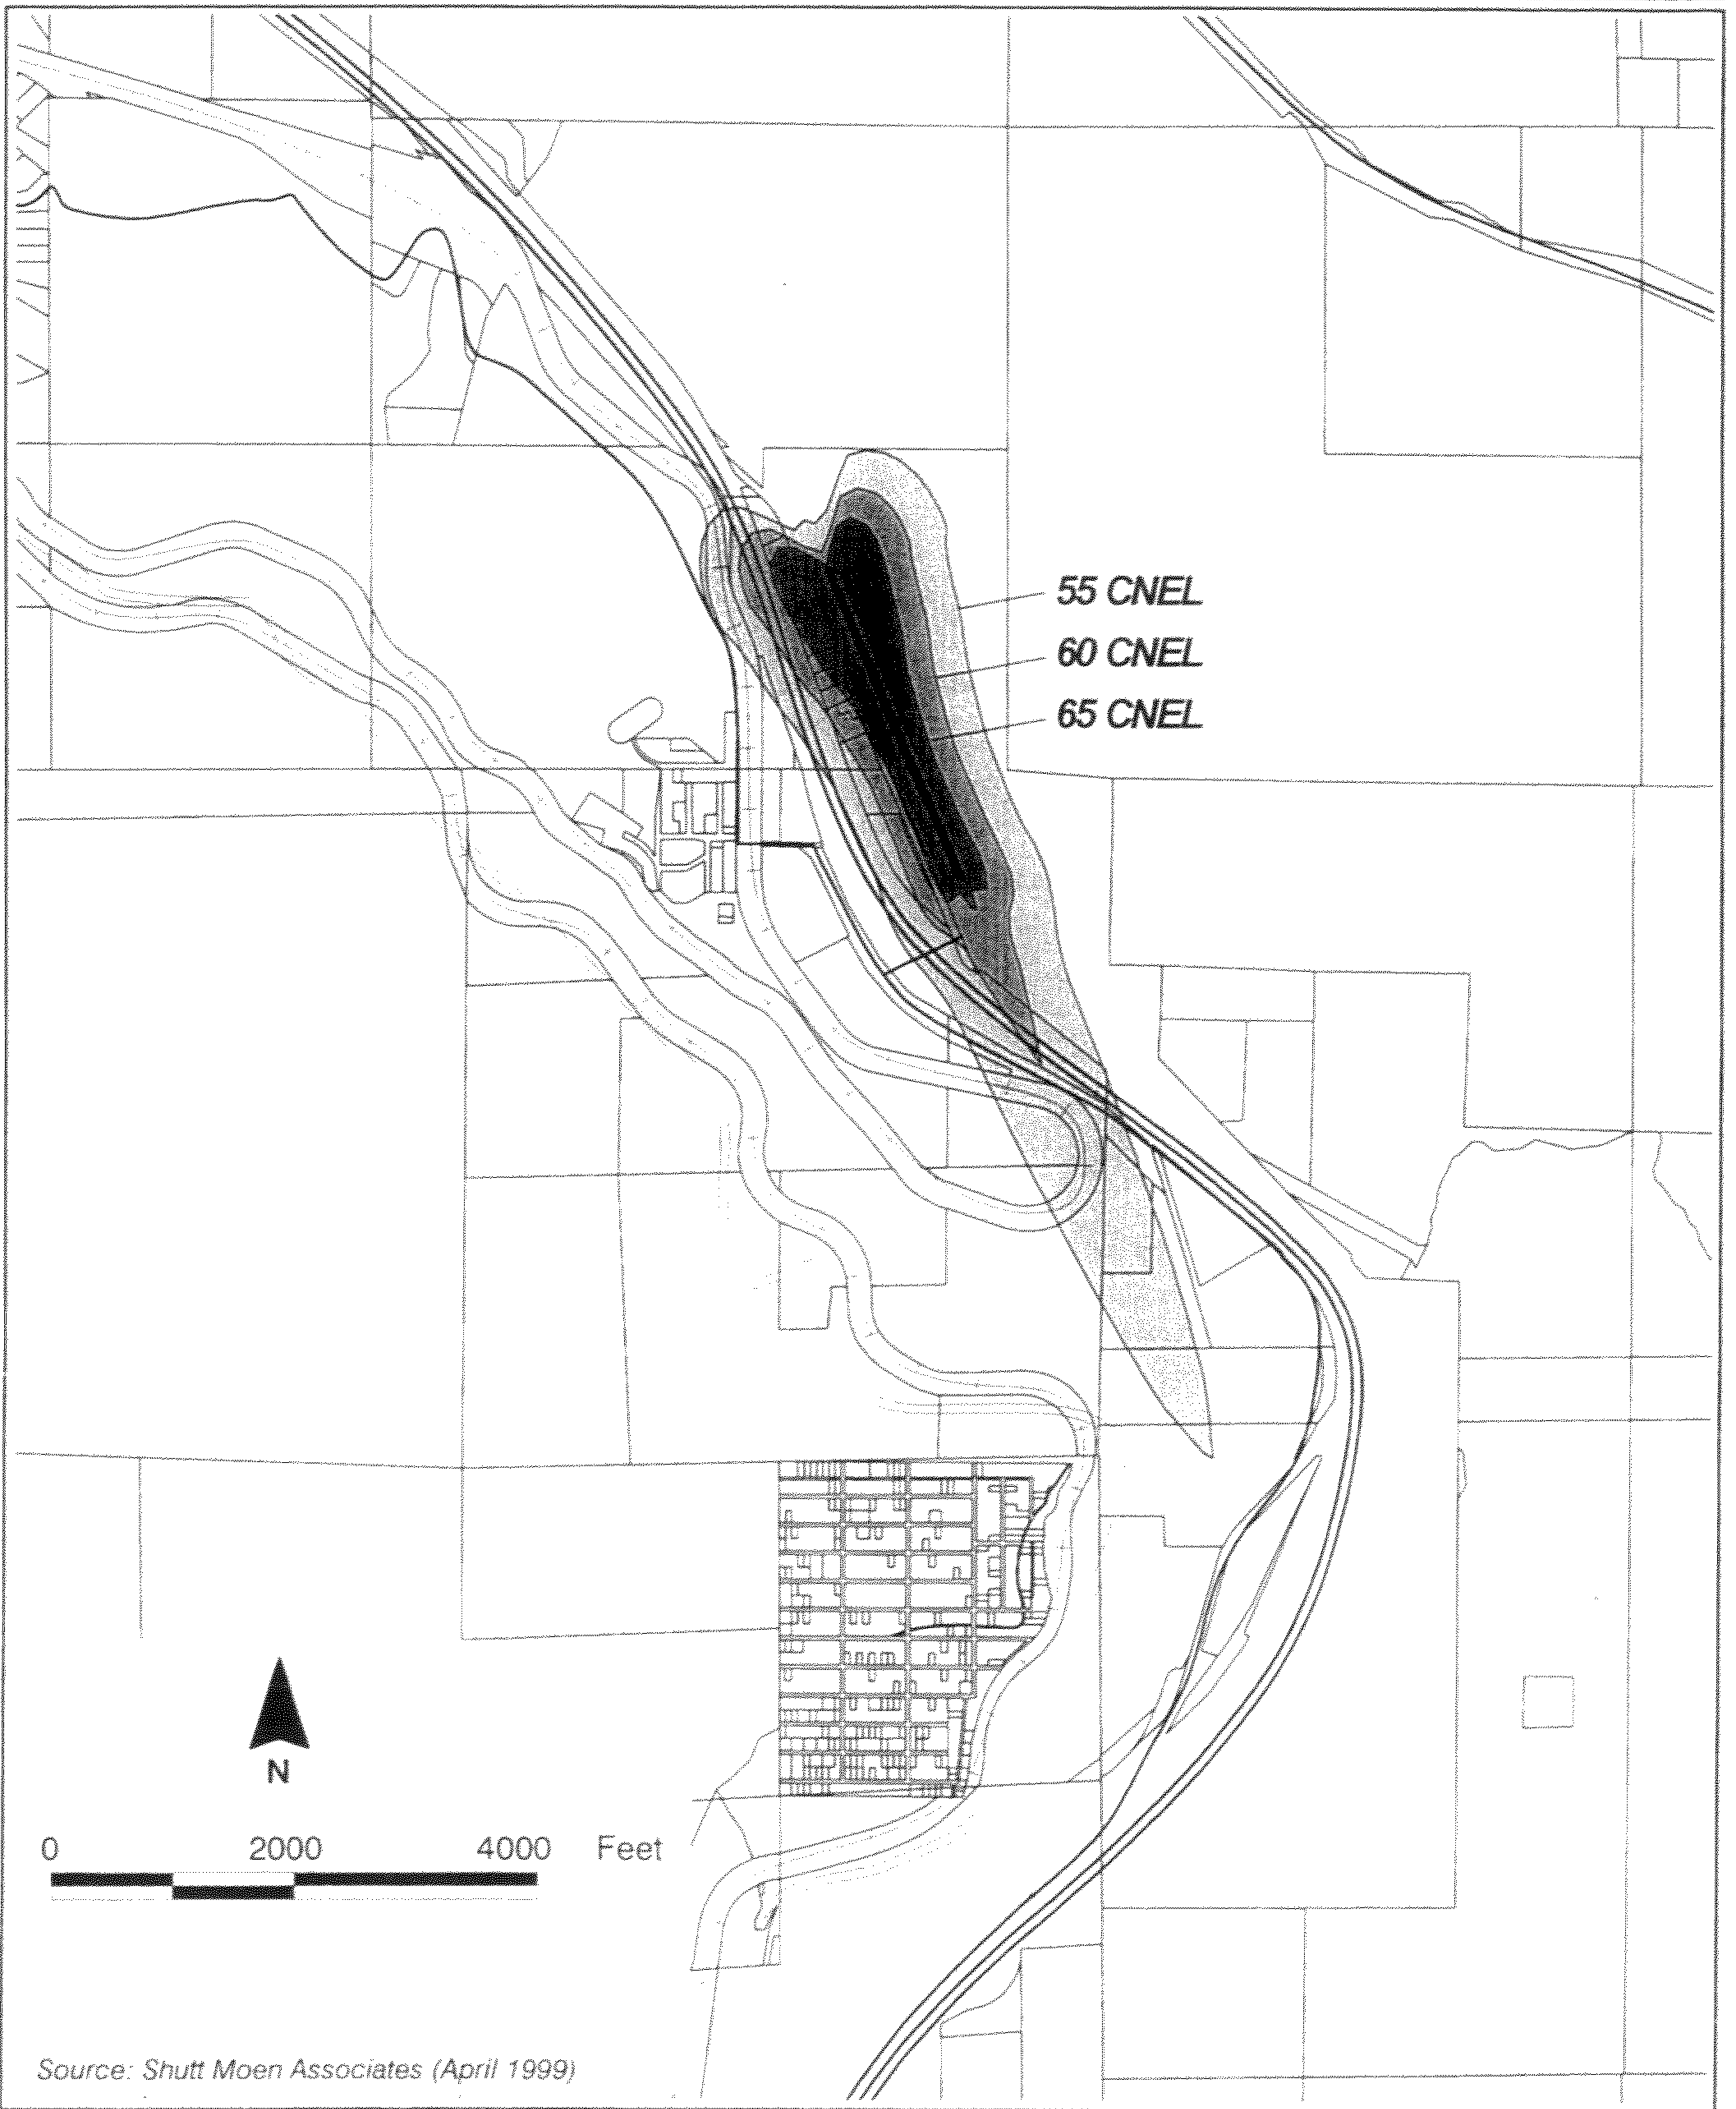 55 CNEL
60 CNEL
65 CNEL
N
0 2000 4000 Feet
Source: Shutt Moen Associates (April 1999)